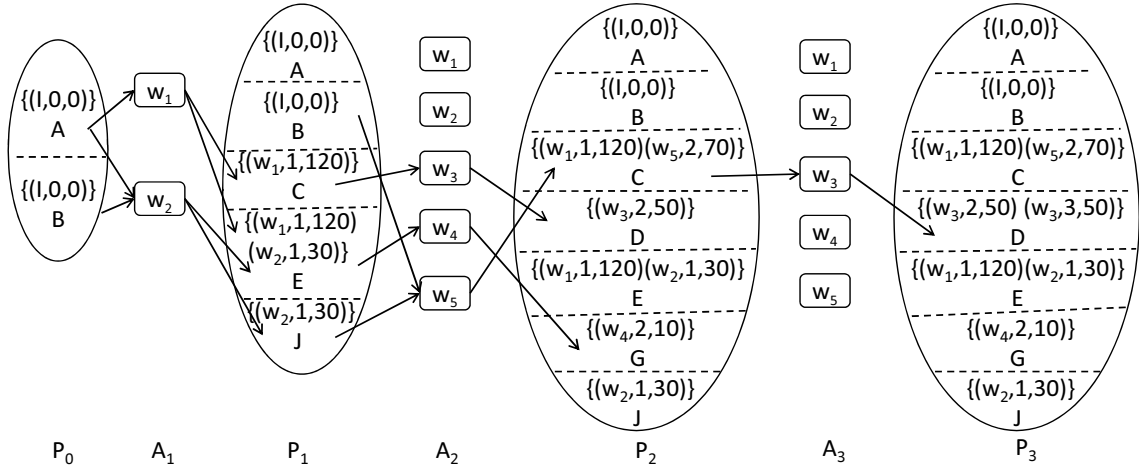 {(I,0,0)}
A
{(I,0,0)}
B
w₁
w₂
{(I,0,0)}
A
{(I,0,0)}
B
{(w₁,1,120)}
C
{(w₁,1,120)
(w₂,1,30)}
E
{(w₂,1,30)}
J
w₁
w₂
w₃
w₄
w₅
{(I,0,0)}
A
{(I,0,0)}
B
{(w₁,1,120)(w₅,2,70)}
C
{(w₃,2,50)}
D
{(w₁,1,120)(w₂,1,30)}
E
{(w₄,2,10)}
G
{(w₂,1,30)}
J
w₁
w₂
w₃
w₄
w₅
{(I,0,0)}
A
{(I,0,0)}
B
{(w₁,1,120)(w₅,2,70)}
C
{(w₃,2,50) (w₃,3,50)}
D
{(w₁,1,120)(w₂,1,30)}
E
{(w₄,2,10)}
G
{(w₂,1,30)}
J
P₀ A₁ P₁ A₂ P₂ A₃ P₃